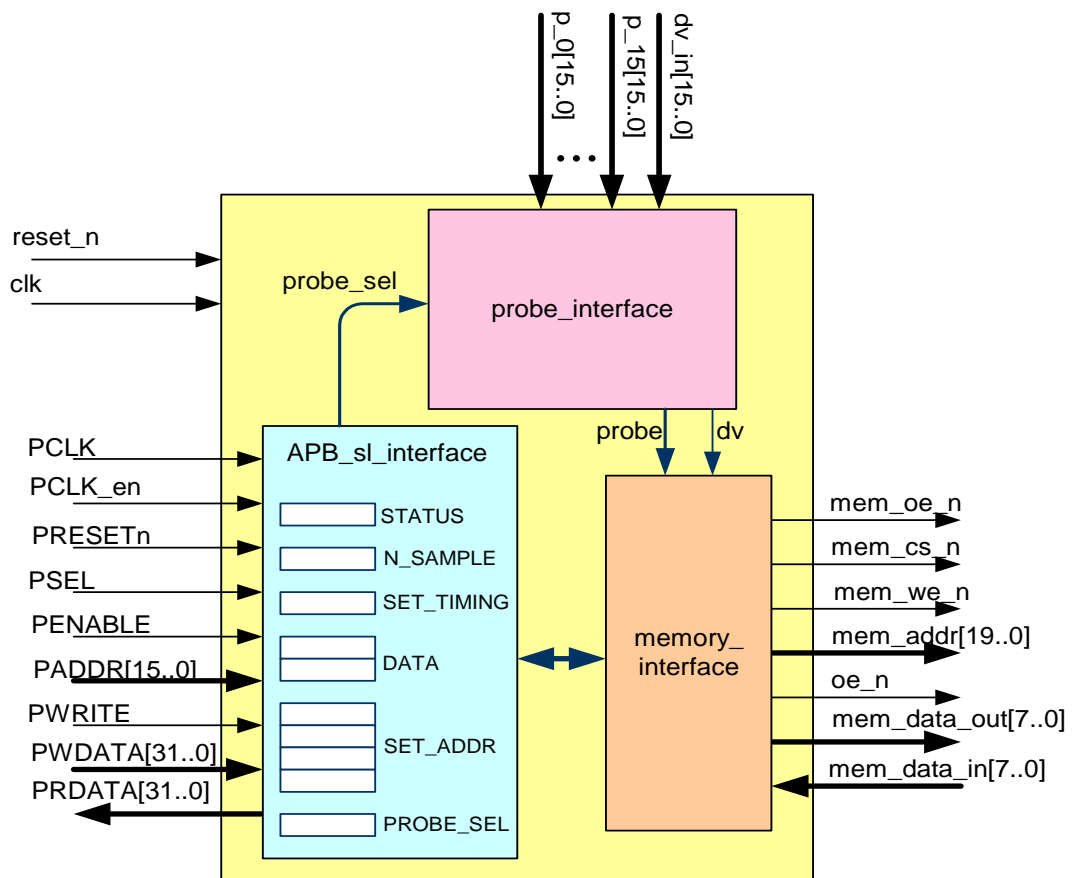 p_0[15..0]
p_15[15..0]
dv_in[15..0]
...
reset_n
clk
probe_sel
probe_interface
probe
dv
PCLK
PCLK_en
PRESETn
PSEL
PENABLE
PADDR[15..0]
PWRITE
PWDATA[31..0]
PRDATA[31..0]
APB_sl_interface
STATUS
N_SAMPLE
SET_TIMING
DATA
SET_ADDR
PROBE_SEL
memory_
interface
mem_oe_n
mem_cs_n
mem_we_n
mem_addr[19..0]
oe_n
mem_data_out[7..0]
mem_data_in[7..0]